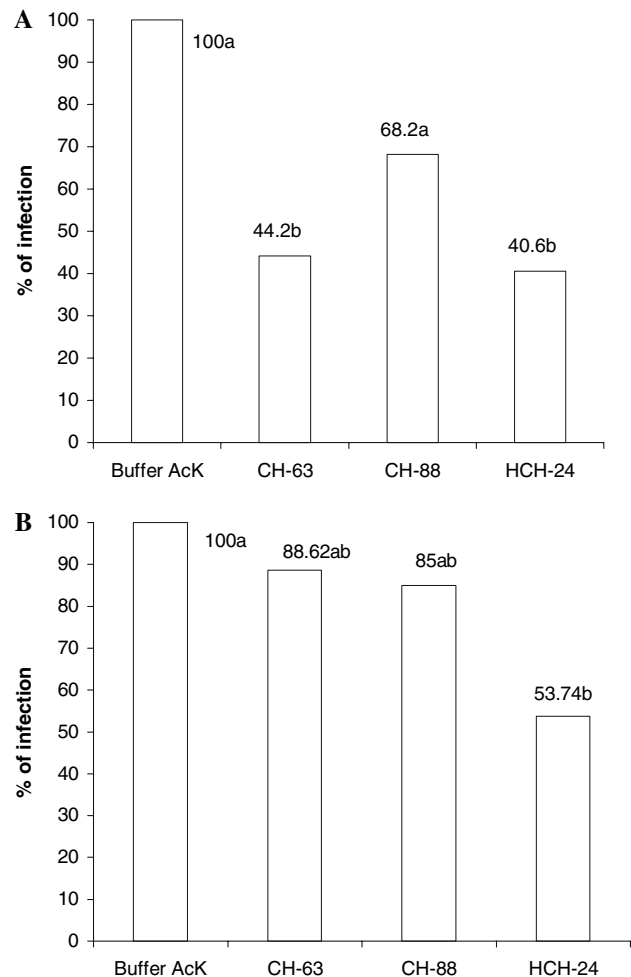 A
% of infection
100
90
80
70
60
50
40
30
20
10
0
100a
44.2b
68.2a
40.6b
Buffer AcK CH-63 CH-88 HCH-24
B
% of infection
100
90
80
70
60
50
40
30
20
10
0
100a
88.62ab
85ab
53.74b
Buffer AcK CH-63 CH-88 HCH-24